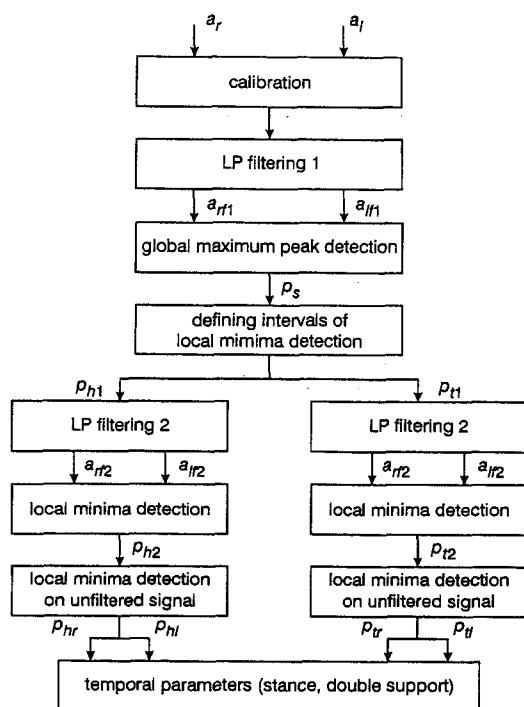 a_r a_l
calibration
LP filtering 1
a_rf1 a_lf1
global maximum peak detection
p_s
defining intervals of
local mimima detection
p_h1 p_t1
LP filtering 2 LP filtering 2
a_rf2 a_lf2 a_rf2 a_lf2
local minima detection local minima detection
p_h2 p_t2
local minima detection
on unfiltered signal
local minima detection
on unfiltered signal
p_hr p_hl p_tr p_tl
temporal parameters (stance, double support)